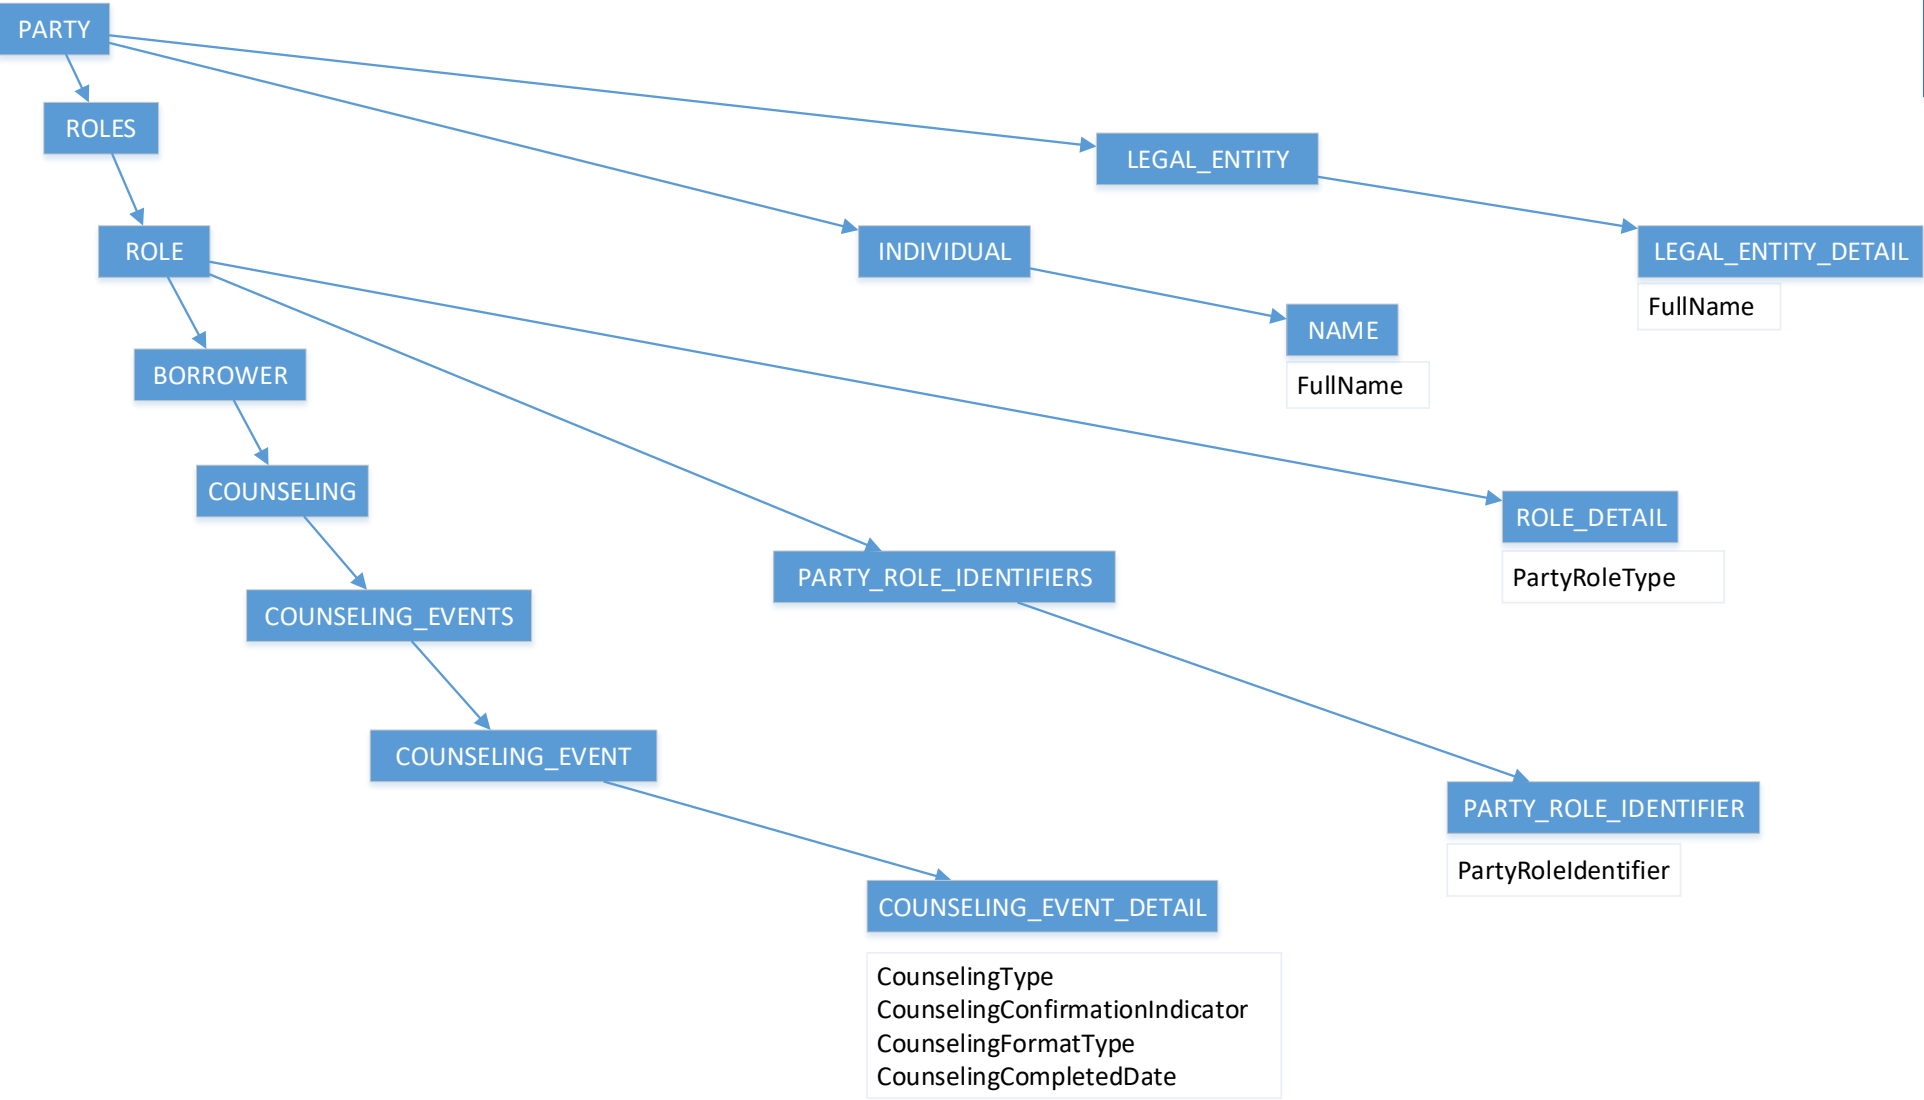 PARTY
ROLES
LEGAL_ENTITY
ROLE
INDIVIDUAL
LEGAL_ENTITY_DETAIL
FullName
NAME
FullName
BORROWER
COUNSELING
ROLE_DETAIL
PartyRoleType
PARTY_ROLE_IDENTIFIERS
COUNSELING_EVENTS
COUNSELING_EVENT
PARTY_ROLE_IDENTIFIER
PartyRoleIdentifier
COUNSELING_EVENT_DETAIL
CounselingType
CounselingConfirmationIndicator
CounselingFormatType
CounselingCompletedDate